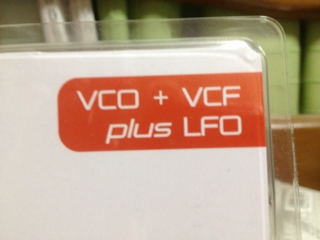 VCO + VCF
plus LFO